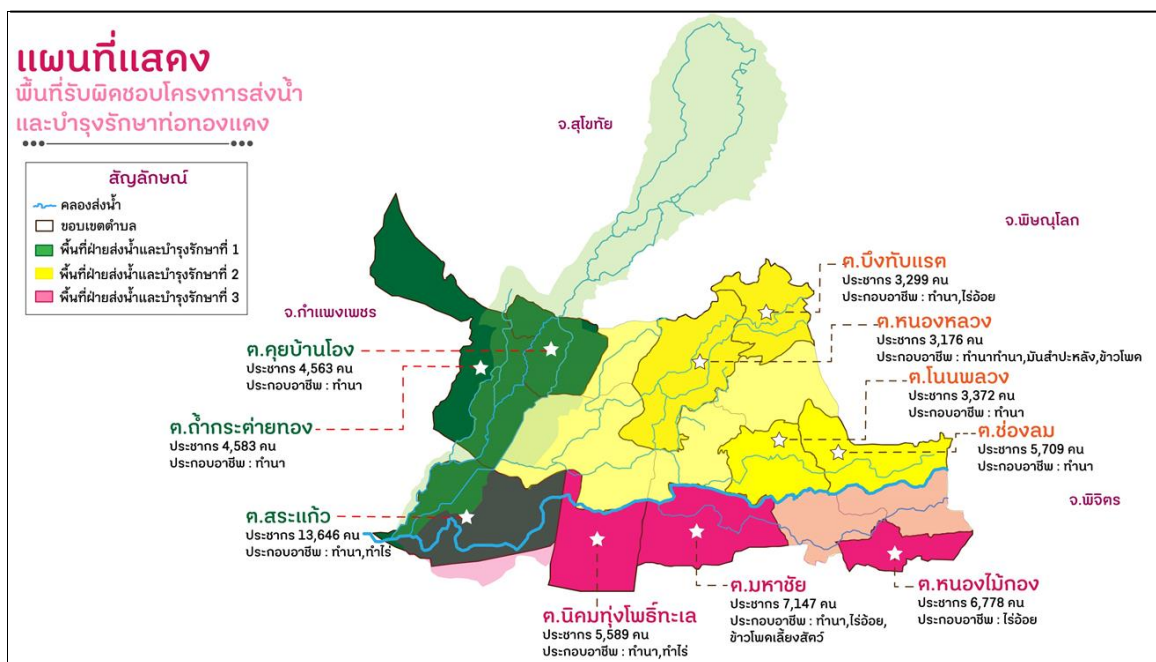 แผนที่แสดง
พื้นที่รับผิดชอบโครงการส่งน้ำ
และบำรุงรักษาท่อทองแดง
สัญลักษณ์
คลองส่งน้ำ
ขอบเขตตำบล
พื้นที่ฝ่ายส่งน้ำและบำรุงรักษาที่ 1
พื้นที่ฝ่ายส่งน้ำและบำรุงรักษาที่ 2
พื้นที่ฝ่ายส่งน้ำและบำรุงรักษาที่ 3
จ.สุโขทัย
จ.พิษณุโลก
จ.กำแพงเพชร
จ.พิจิตร
ต.บึงทับแรต
ประชากร 3,299 คน
ประกอบอาชีพ : ทำนา,ไร่อ้อย
ต.หนองหลวง
ประชากร 3,176 คน
ประกอบอาชีพ : ทำนาทำนา,มันสำปะหลัง,ข้าวโพด
ต.โนนพลวง
ประชากร 3,372 คน
ประกอบอาชีพ : ทำนา
ต.ช่องลม
ประชากร 5,709 คน
ประกอบอาชีพ : ทำนา
ต.คุยบ้านโอง
ประชากร 4,563 คน
ประกอบอาชีพ : ทำนา
ต.ถ้ำกระต่ายทอง
ประชากร 4,583 คน
ประกอบอาชีพ : ทำนา
ต.สระแก้ว
ประชากร 13,646 คน
ประกอบอาชีพ : ทำนา,ทำไร่
ต.นิคมทุ่งโพธิ์ทะเล
ประชากร 5,589 คน
ประกอบอาชีพ : ทำนา,ทำไร่
ต.มหาชัย
ประชากร 7,147 คน
ประกอบอาชีพ : ทำนา,ไร่อ้อย,
ข้าวโพดเลี้ยงสัตว์
ต.หนองไม้กอง
ประชากร 6,778 คน
ประกอบอาชีพ : ไร่อ้อย